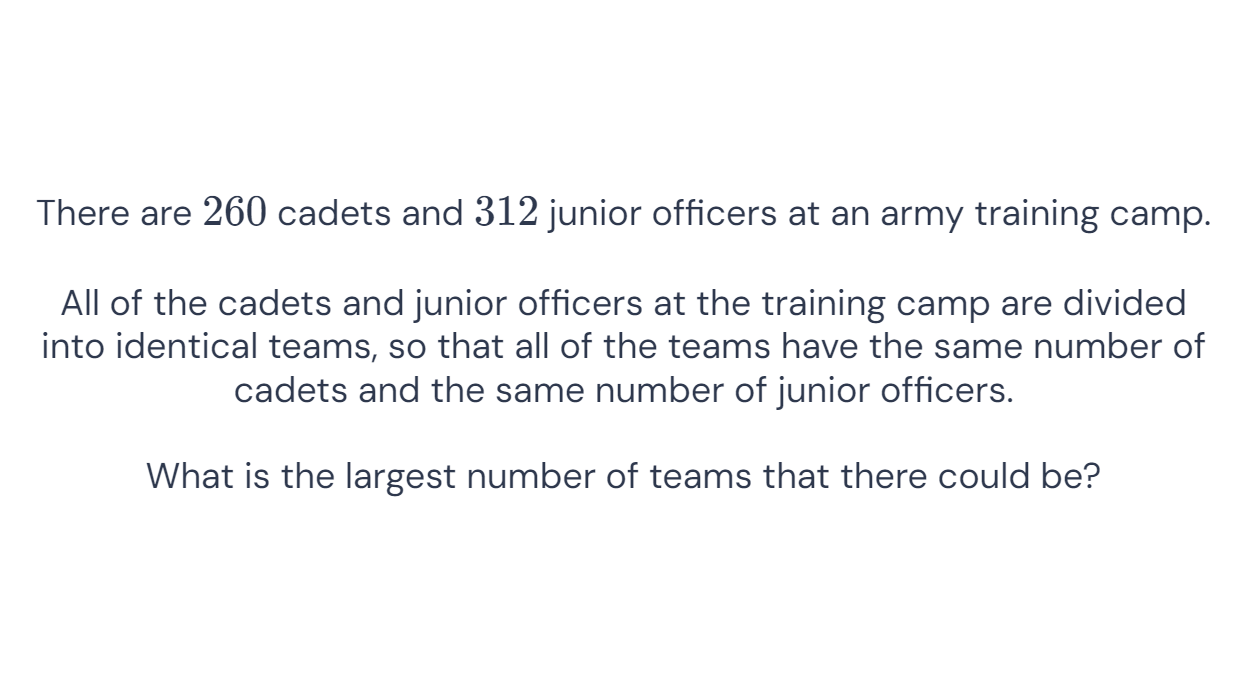 There are 260 cadets and 312 junior officers at an army training camp.
All of the cadets and junior officers at the training camp are divided
into identical teams, so that all of the teams have the same number of
cadets and the same number of junior officers.
What is the largest number of teams that there could be?